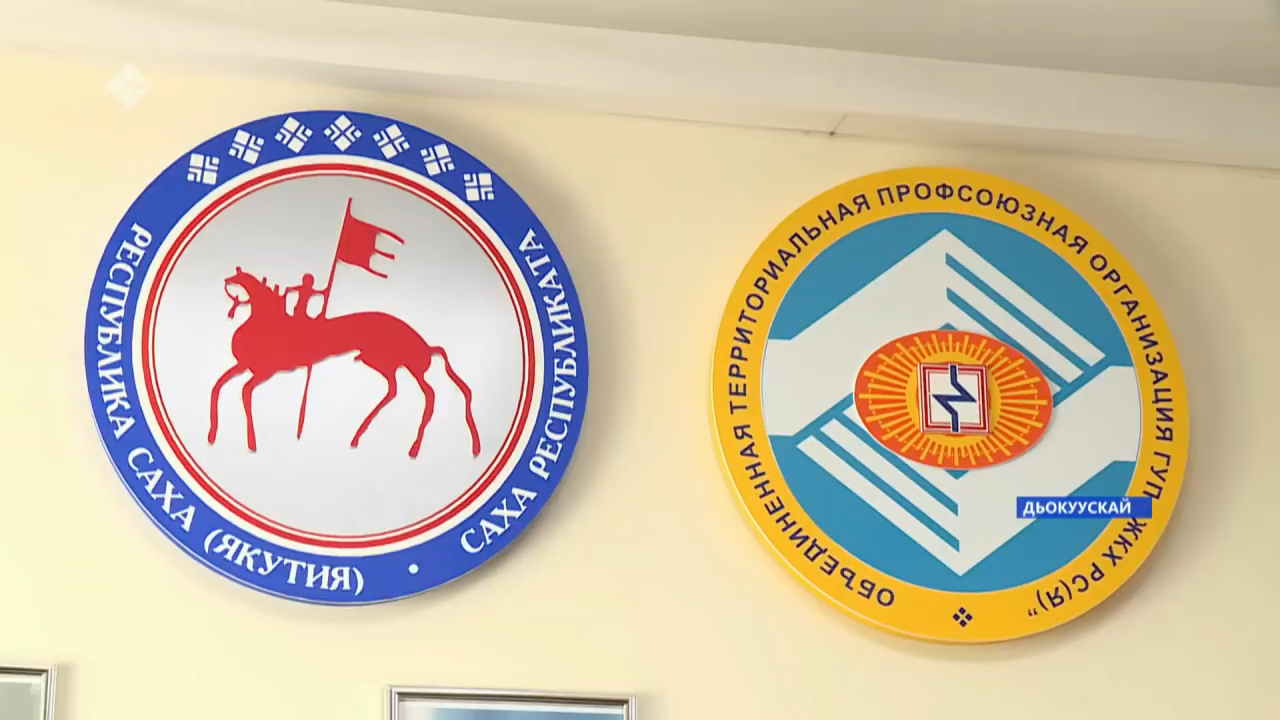 РЕСПУБЛИКА САХА (ЯКУТИЯ) • САХА РЕСПУБЛИКАТА
ОБЪЕДИНЕННАЯ ТЕРРИТОРИАЛЬНАЯ ПРОФСОЮЗНАЯ ОРГАНИЗАЦИЯ ГУП ЖКХ РС(Я)"
ДЬОКУУСКАЙ